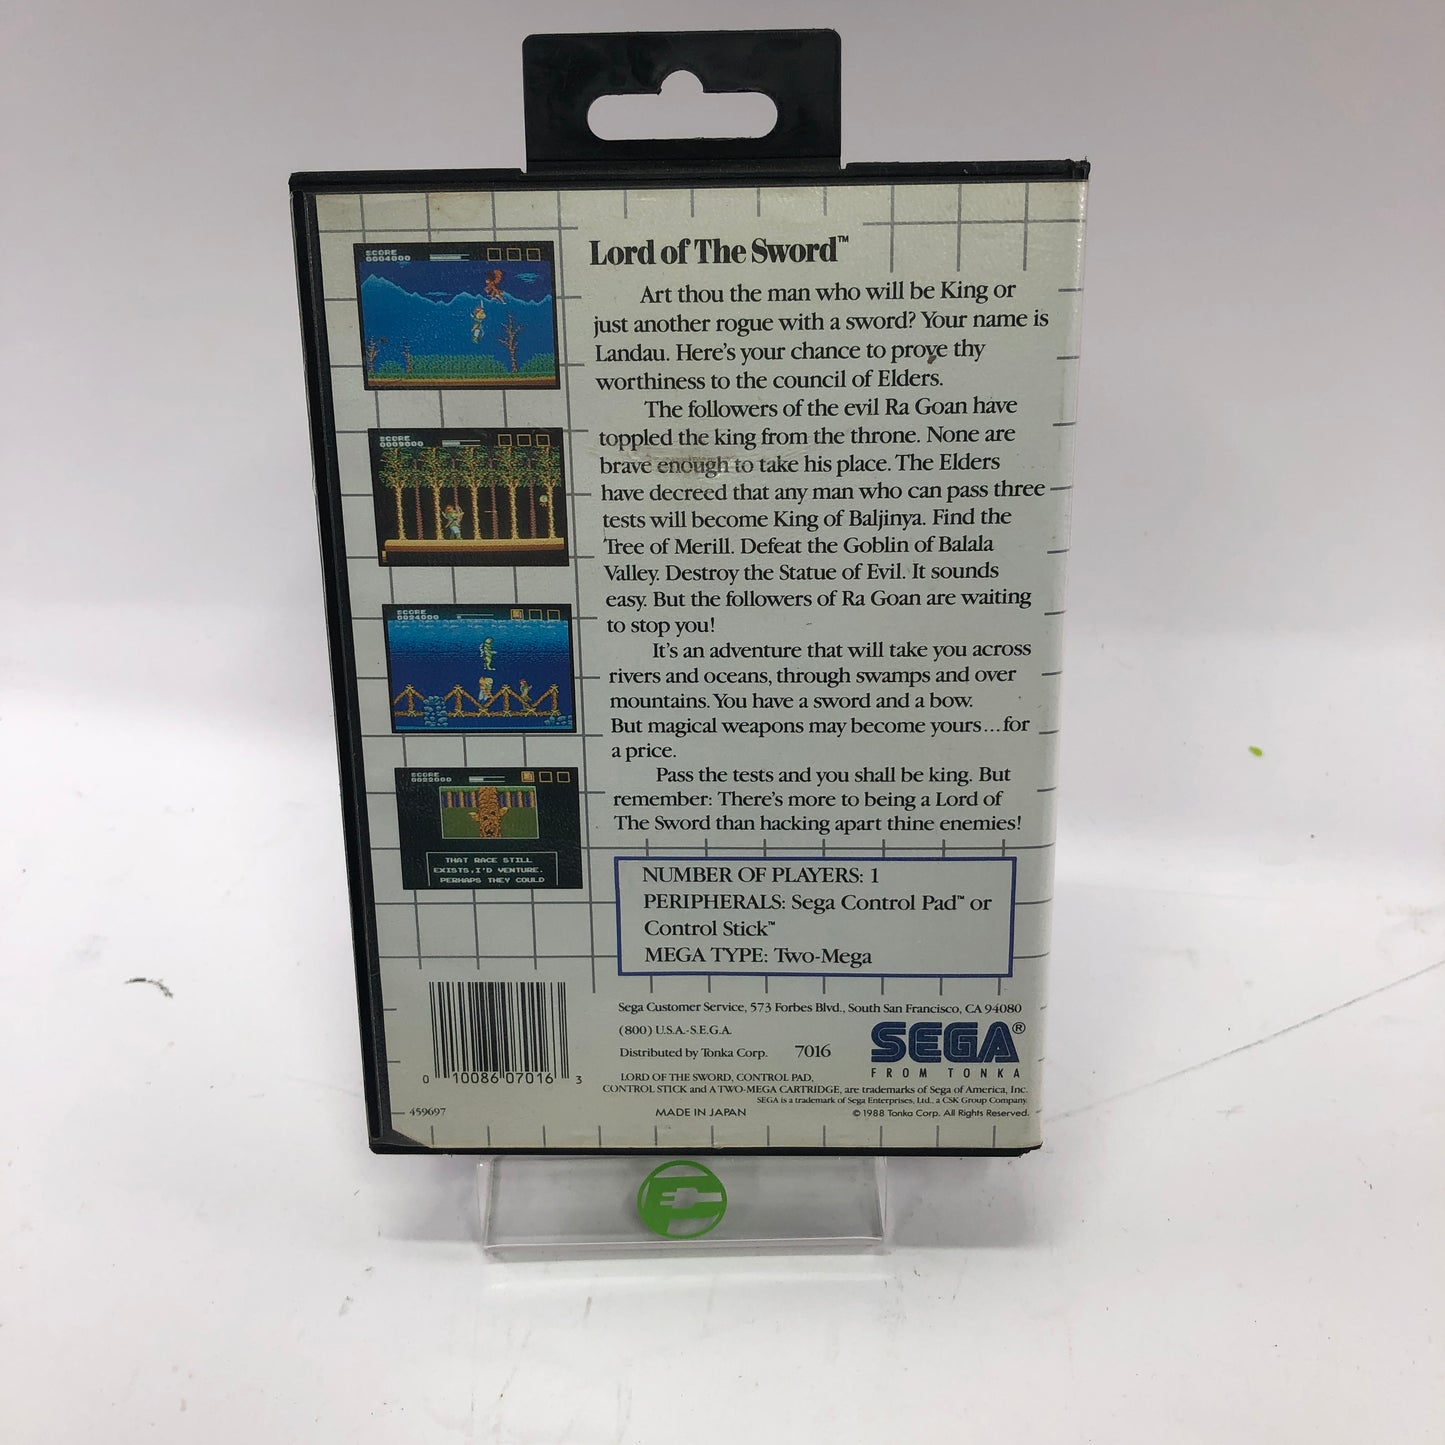 Lord of The Sword™
Art thou the man who will be King or
just another rogue with a sword? Your name is
Landau. Here's your chance to prove thy
worthiness to the council of Elders.
The followers of the evil Ra Goan have
toppled the king from the throne. None are
brave enough to take his place. The Elders
have decreed that any man who can pass three
tests will become King of Baljinya. Find the
Tree of Merill. Defeat the Goblin of Balala
Valley. Destroy the Statue of Evil. It sounds
easy. But the followers of Ra Goan are waiting
to stop you!
It's an adventure that will take you across
rivers and oceans, through swamps and over
mountains. You have a sword and a bow.
But magical weapons may become yours...for
a price.
Pass the tests and you shall be king. But
remember: There's more to being a Lord of
The Sword than hacking apart thine enemies!
SCORE
0004000
SCORE
0009000
SCORE
0024000
SCORE
0022000
THAT RACE STILL
EXISTS,I'D VENTURE.
PERHAPS THEY COULD
NUMBER OF PLAYERS: 1
PERIPHERALS: Sega Control Pad™ or
Control Stick™
MEGA TYPE: Two-Mega
Sega Customer Service, 573 Forbes Blvd., South San Francisco, CA 94080
(800) U.S.A.-S.E.G.A.
Distributed by Tonka Corp. 7016
SEGA®
FROM TONKA
LORD OF THE SWORD, CONTROL PAD,
CONTROL STICK and A TWO-MEGA CARTRIDGE, are trademarks of Sega of America, Inc.
SEGA is a trademark of Sega Enterprises, Ltd., a CSK Group Company.
MADE IN JAPAN © 1988 Tonka Corp. All Rights Reserved.
0 10086 07016 3
459697